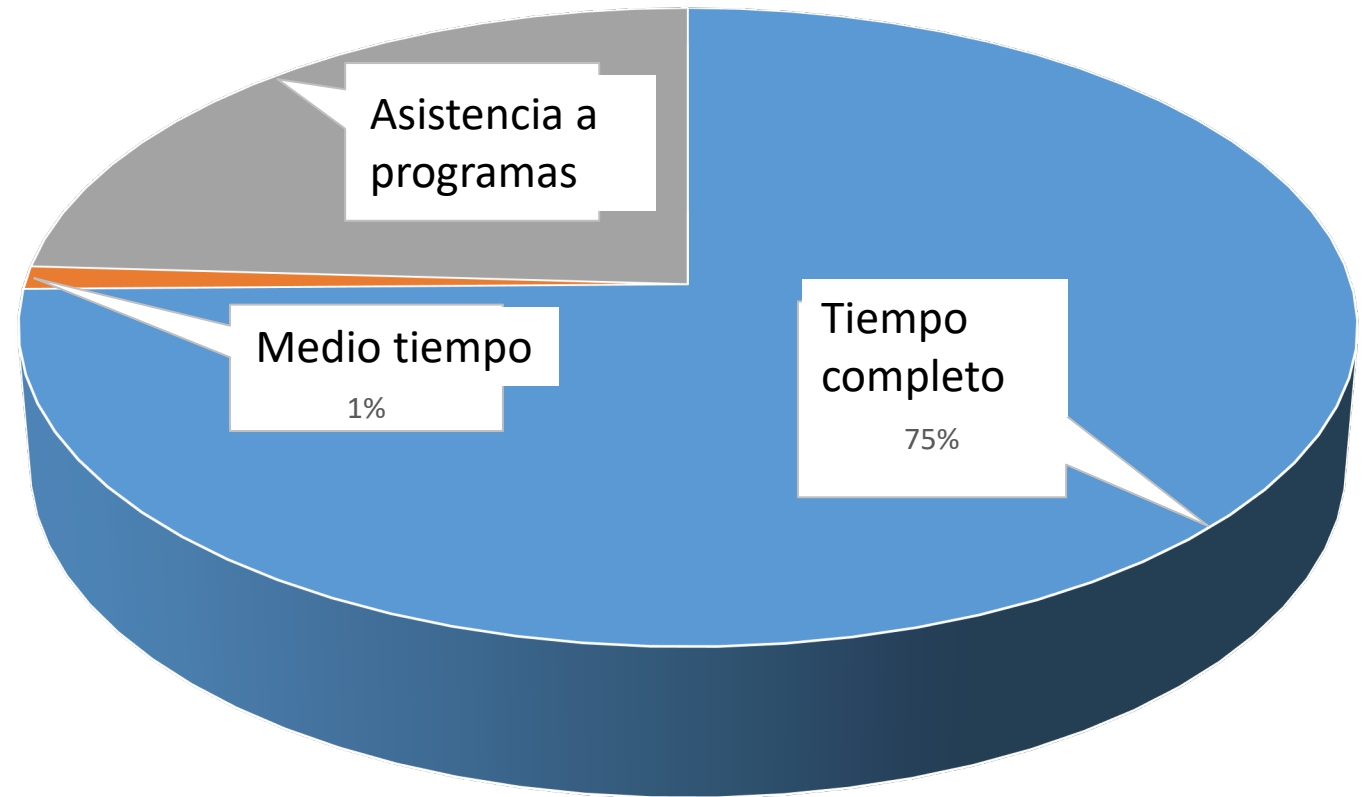 Asistencia a
programas
Medio tiempo
1%
Tiempo
completo
75%